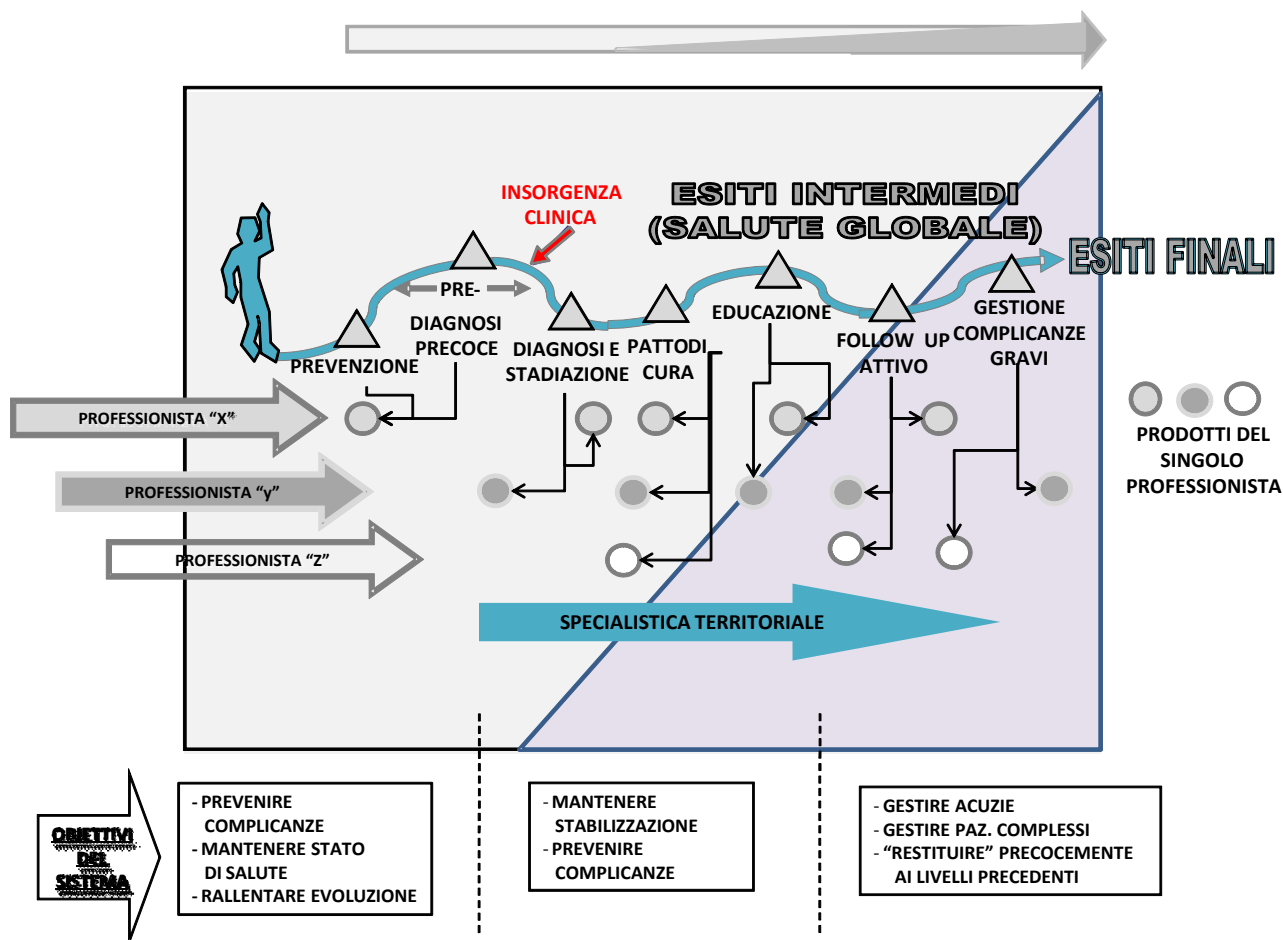 INSORGENZA
CLINICA
ESITI INTERMEDI
(SALUTE GLOBALE)
ESITI FINALI
PRE-
PREVENZIONE
DIAGNOSI
PRECOCE
DIAGNOSI E
STADIAZIONE
PATTODI
CURA
EDUCAZIONE
FOLLOW UP
ATTIVO
GESTIONE
COMPLICANZE
GRAVI
PROFESSIONISTA “X”
PROFESSIONISTA “y”
PROFESSIONISTA “Z”
PRODOTTI DEL
SINGOLO
PROFESSIONISTA
SPECIALISTICA TERRITORIALE
OBIETTIVI
DEL
SISTEMA
- PREVENIRE
COMPLICANZE
- MANTENERE STATO
DI SALUTE
- RALLENTARE EVOLUZIONE
- MANTENERE
STABILIZZAZIONE
- PREVENIRE
COMPLICANZE
- GESTIRE ACUZIE
- GESTIRE PAZ. COMPLESSI
- “RESTITUIRE” PRECOCEMENTE
AI LIVELLI PRECEDENTI